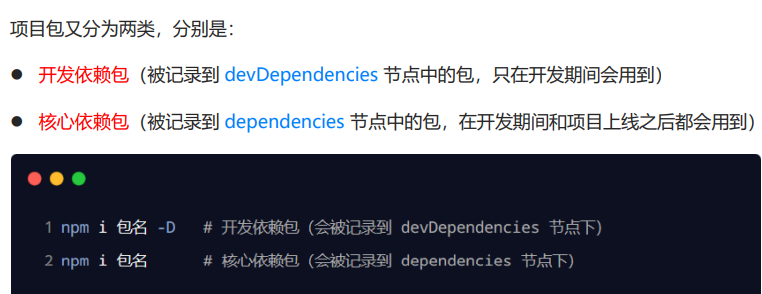 项目包又分为两类，分别是：
● 开发依赖包（被记录到 devDependencies 节点中的包，只在开发期间会用到）
● 核心依赖包（被记录到 dependencies 节点中的包，在开发期间和项目上线之后都会用到）
1 npm i 包名 -D # 开发依赖包（会被记录到 devDependencies 节点下）
2 npm i 包名 # 核心依赖包（会被记录到 dependencies 节点下）